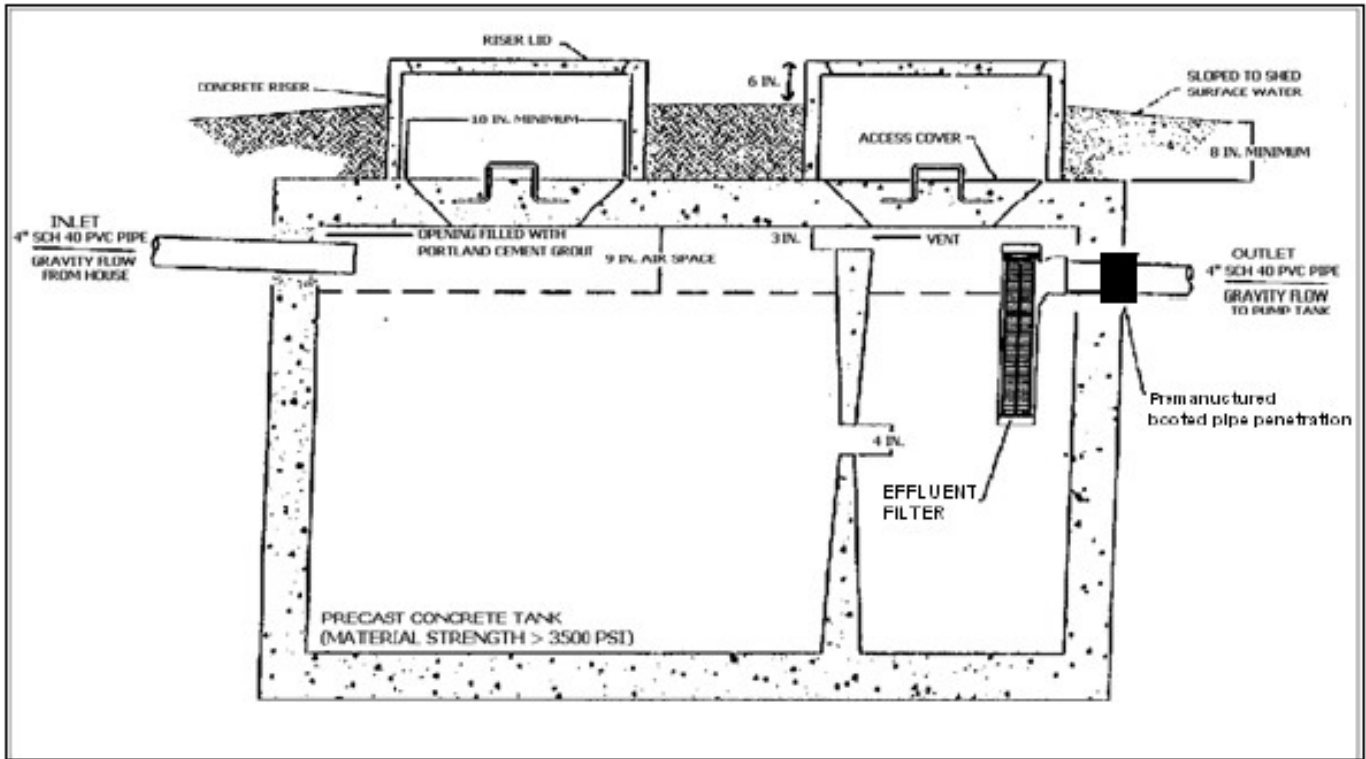 RISER LID
CONCRETE RISER
6 IN.
SLOPED TO SHED
SURFACE WATER
18 IN. MINIMUM
ACCESS COVER
8 IN. MINIMUM
INLET
4" SCH 40 PVC PIPE
GRAVITY FLOW
FROM HOUSE
OPENING FILLED WITH
PORTLAND CEMENT GROUT
9 IN. AIR SPACE
3 IN.
VENT
OUTLET
4" SCH 40 PVC PIPE
GRAVITY FLOW
TO PUMP TANK
Premanuctured
booted pipe penetration
4 IN.
EFFLUENT
FILTER
PRECAST CONCRETE TANK
(MATERIAL STRENGTH > 3500 PSI)